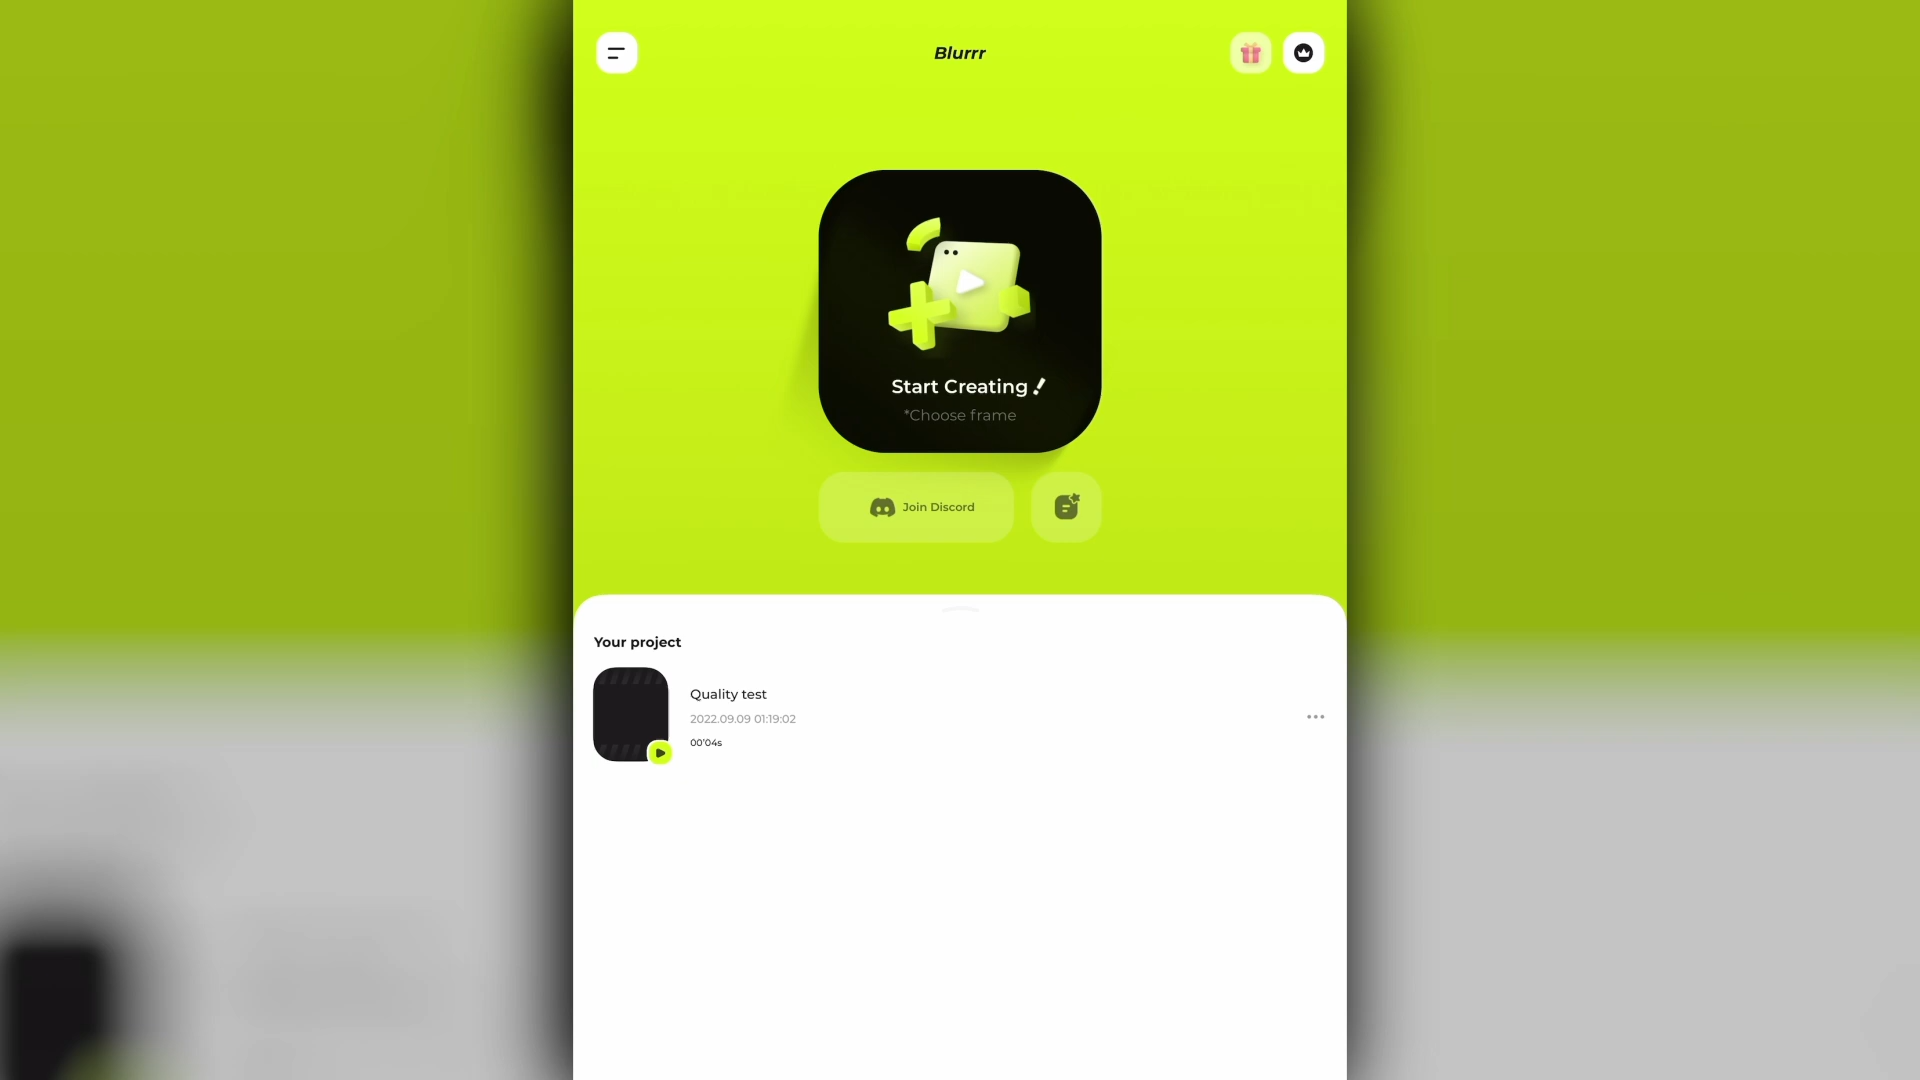 Blurrr
Start Creating !
*Choose frame
Join Discord
Your project
Quality test
2022.09.09 01:19:02
00'04s